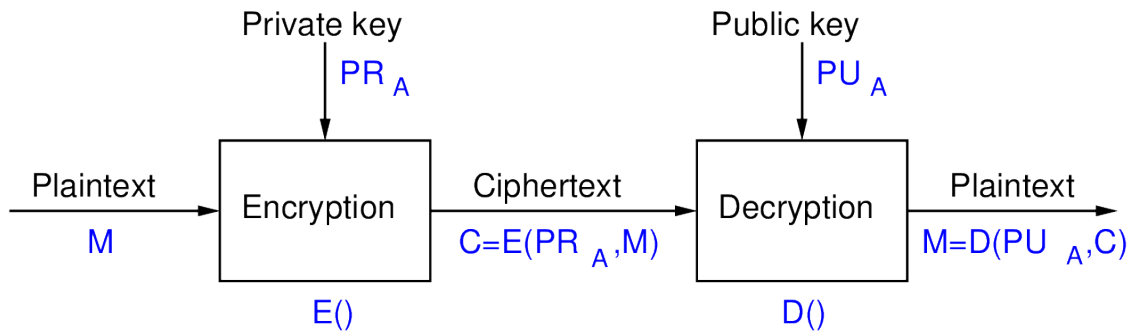 Private key
PR A
Public key
PU A
Plaintext
M
Encryption
E()
Ciphertext
C=E(PR A,M)
Decryption
D()
Plaintext
M=D(PU A,C)